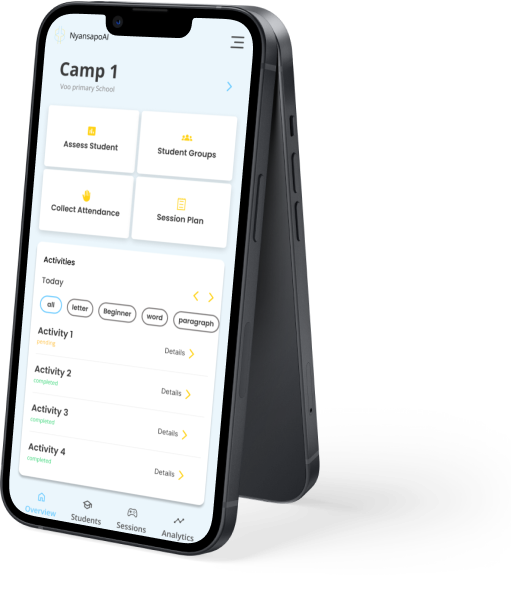 NyansapoAI
Camp 1
Voo primary School
Assess Student
Student Groups
Collect Attendance
Session Plan
Activities
Today
all letter Beginner word paragraph
Activity 1
pending
Details
Activity 2
completed
Details
Activity 3
completed
Details
Activity 4
completed
Details
Overview Students Sessions Analytics